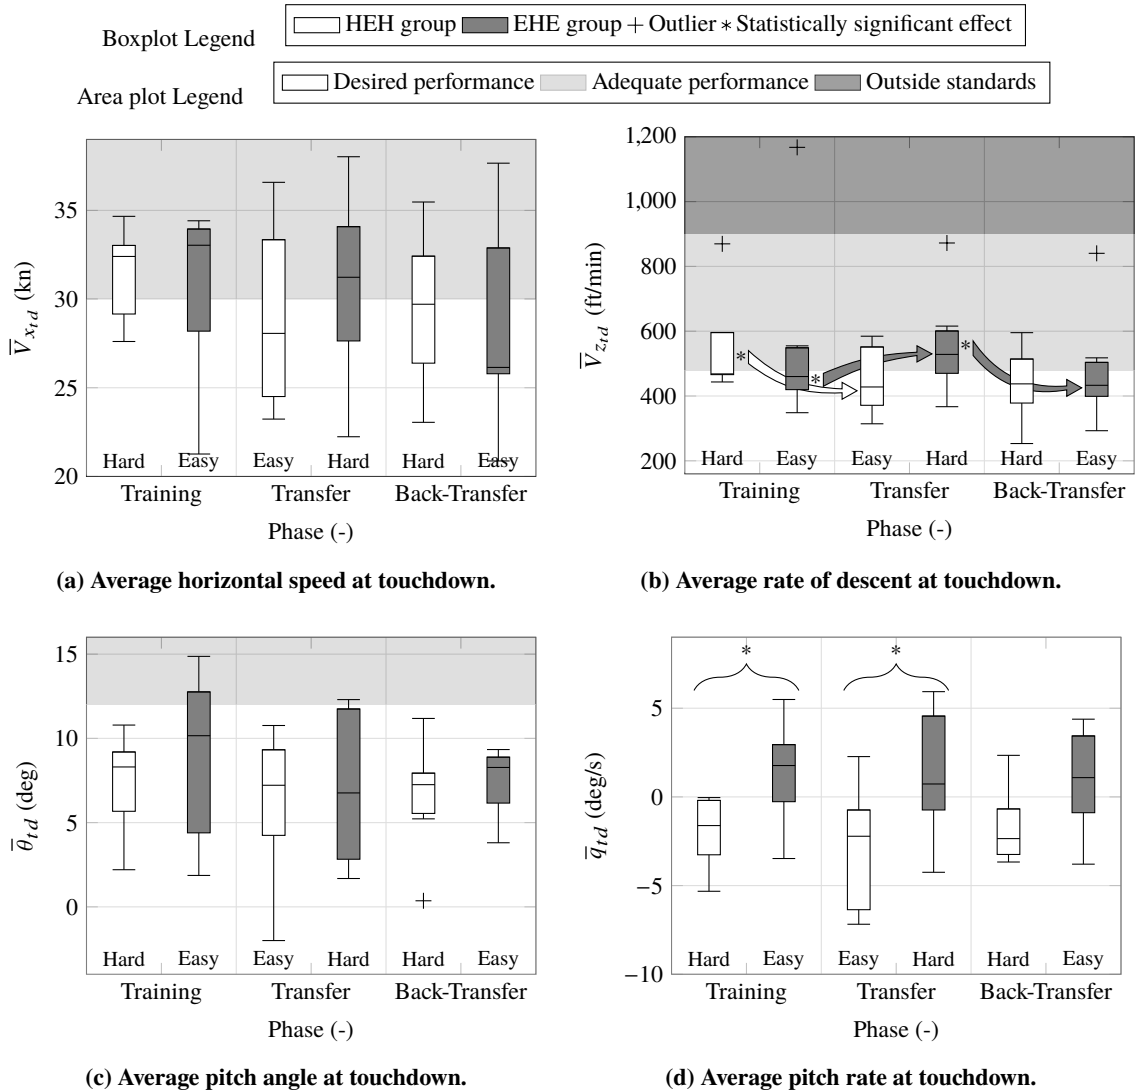 Boxplot Legend
HEH group EHE group + Outlier * Statistically significant effect
Area plot Legend
Desired performance Adequate performance Outside standards
35
30
25
20
V̅x_td (kn)
Hard Easy Easy Hard Hard Easy
Training Transfer Back-Transfer
Phase (-)
(a) Average horizontal speed at touchdown.
1,200
1,000
800
600
400
200
V̅z_td (ft/min)
* * * *
Hard Easy Easy Hard Hard Easy
Training Transfer Back-Transfer
Phase (-)
(b) Average rate of descent at touchdown.
15
10
5
0
θ̅td (deg)
Hard Easy Easy Hard Hard Easy
Training Transfer Back-Transfer
Phase (-)
(c) Average pitch angle at touchdown.
* *
5
0
−5
−10
q̅td (deg/s)
Hard Easy Easy Hard Hard Easy
Training Transfer Back-Transfer
Phase (-)
(d) Average pitch rate at touchdown.